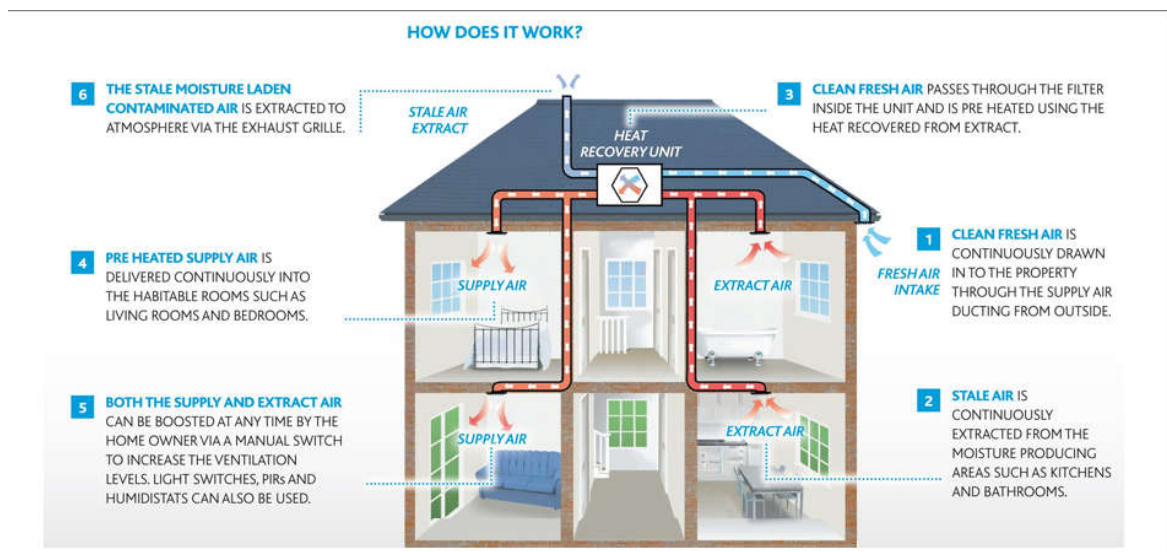 HOW DOES IT WORK?
6
THE STALE MOISTURE LADEN
CONTAMINATED AIR IS EXTRACTED TO
ATMOSPHERE VIA THE EXHAUST GRILLE.
STALE AIR
EXTRACT
3
CLEAN FRESH AIR PASSES THROUGH THE FILTER
INSIDE THE UNIT AND IS PRE HEATED USING THE
HEAT RECOVERED FROM EXTRACT.
HEAT
RECOVERY UNIT
4
PRE HEATED SUPPLY AIR IS
DELIVERED CONTINUOUSLY INTO
THE HABITABLE ROOMS SUCH AS
LIVING ROOMS AND BEDROOMS.
SUPPLY AIR
EXTRACT AIR
FRESH AIR
INTAKE
1
CLEAN FRESH AIR IS
CONTINUOUSLY DRAWN
IN TO THE PROPERTY
THROUGH THE SUPPLY AIR
DUCTING FROM OUTSIDE.
5
BOTH THE SUPPLY AND EXTRACT AIR
CAN BE BOOSTED AT ANY TIME BY THE
HOME OWNER VIA A MANUAL SWITCH
TO INCREASE THE VENTILATION
LEVELS. LIGHT SWITCHES, PIRs AND
HUMIDISTATS CAN ALSO BE USED.
SUPPLY AIR
EXTRACT AIR
2
STALE AIR IS
CONTINUOUSLY
EXTRACTED FROM THE
MOISTURE PRODUCING
AREAS SUCH AS KITCHENS
AND BATHROOMS.